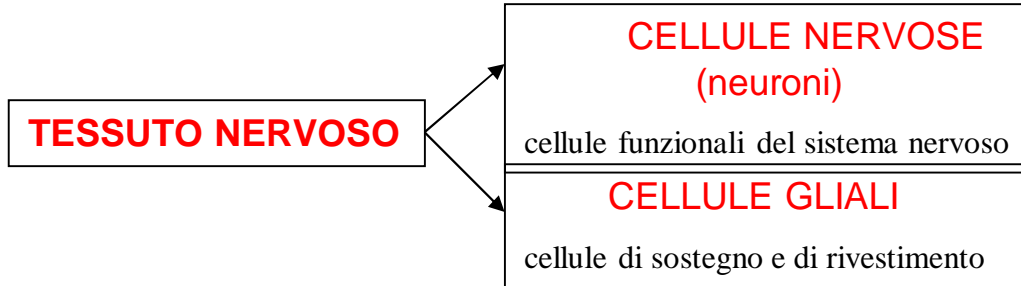 TESSUTO NERVOSO
CELLULE NERVOSE
(neuroni)
cellule funzionali del sistema nervoso
CELLULE GLIALI
cellule di sostegno e di rivestimento